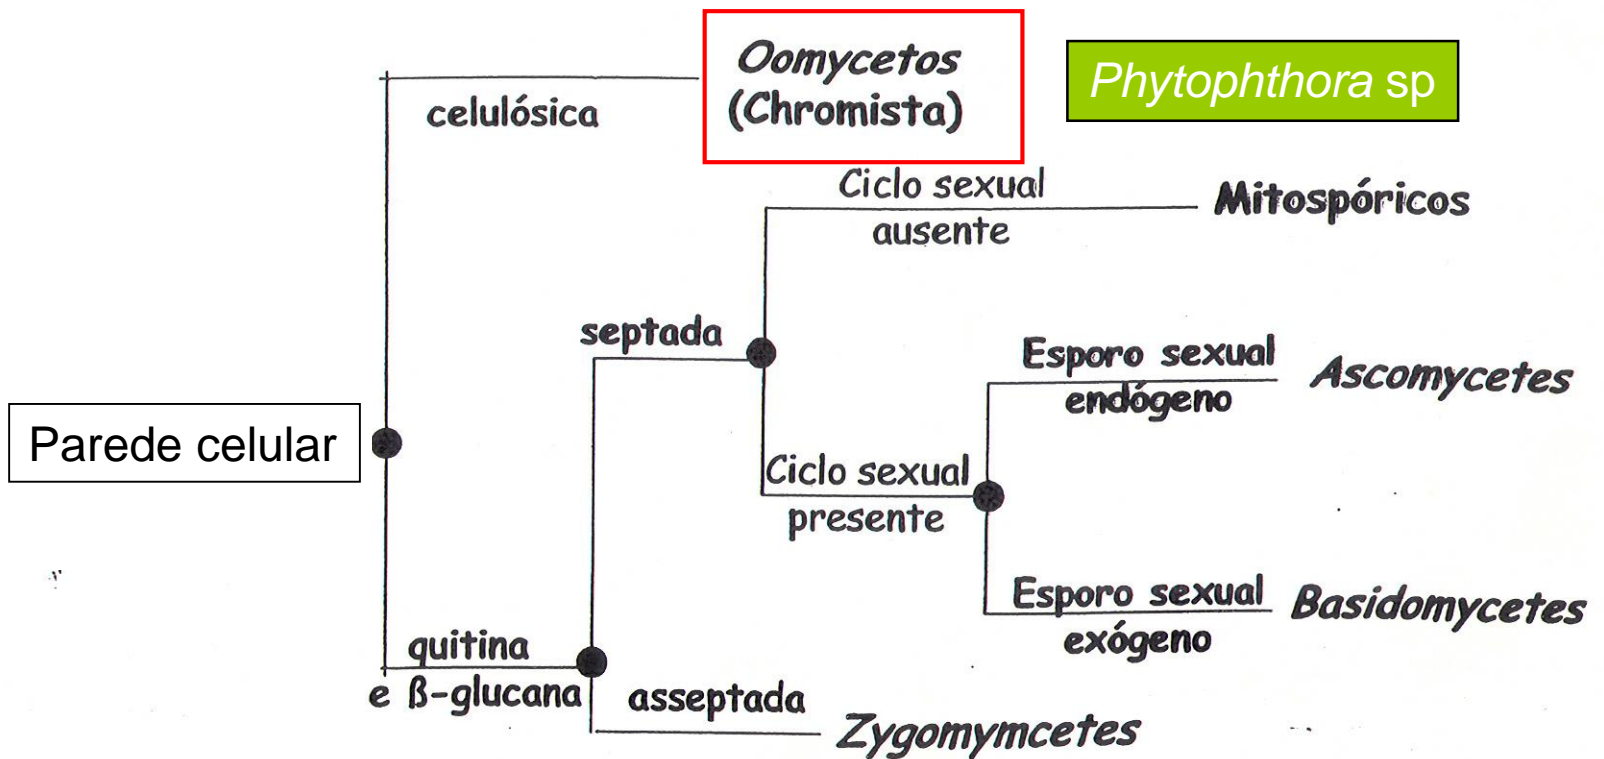 Oomycetos
(Chromista)
Phytophthora sp
celulósica
Ciclo sexual
ausente
Mitospóricos
septada
Esporo sexual
endógeno
Ascomycetes
Parede celular
Ciclo sexual
presente
Esporo sexual
exógeno
Basidomycetes
quitina
e ß-glucana
asseptada
Zygomymcetes